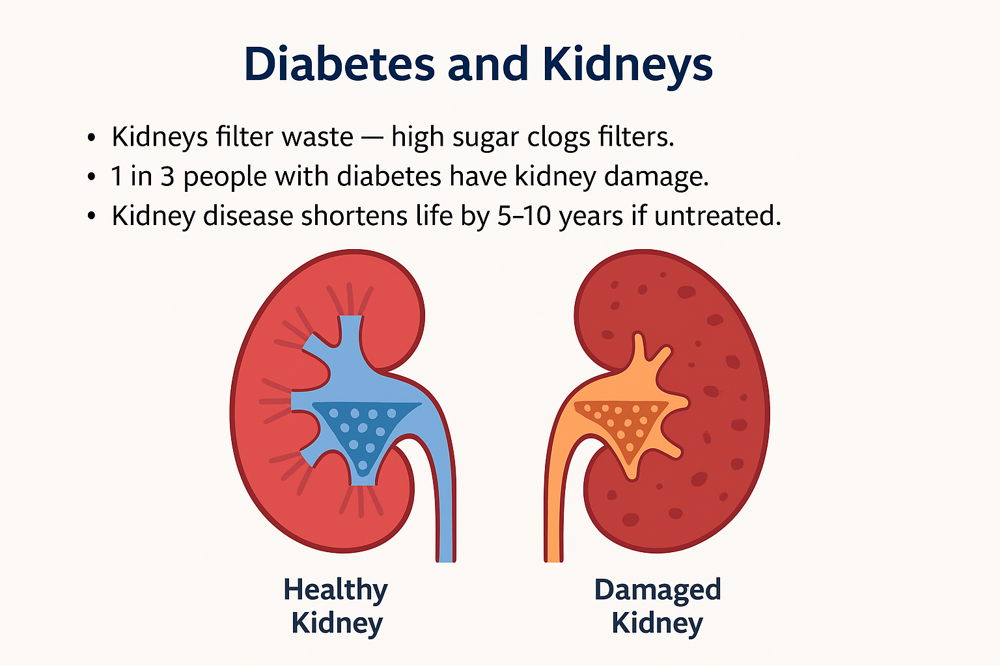 Diabetes and Kidneys
• Kidneys filter waste — high sugar clogs filters.
• 1 in 3 people with diabetes have kidney damage.
• Kidney disease shortens life by 5–10 years if untreated.
Healthy
Kidney
Damaged
Kidney